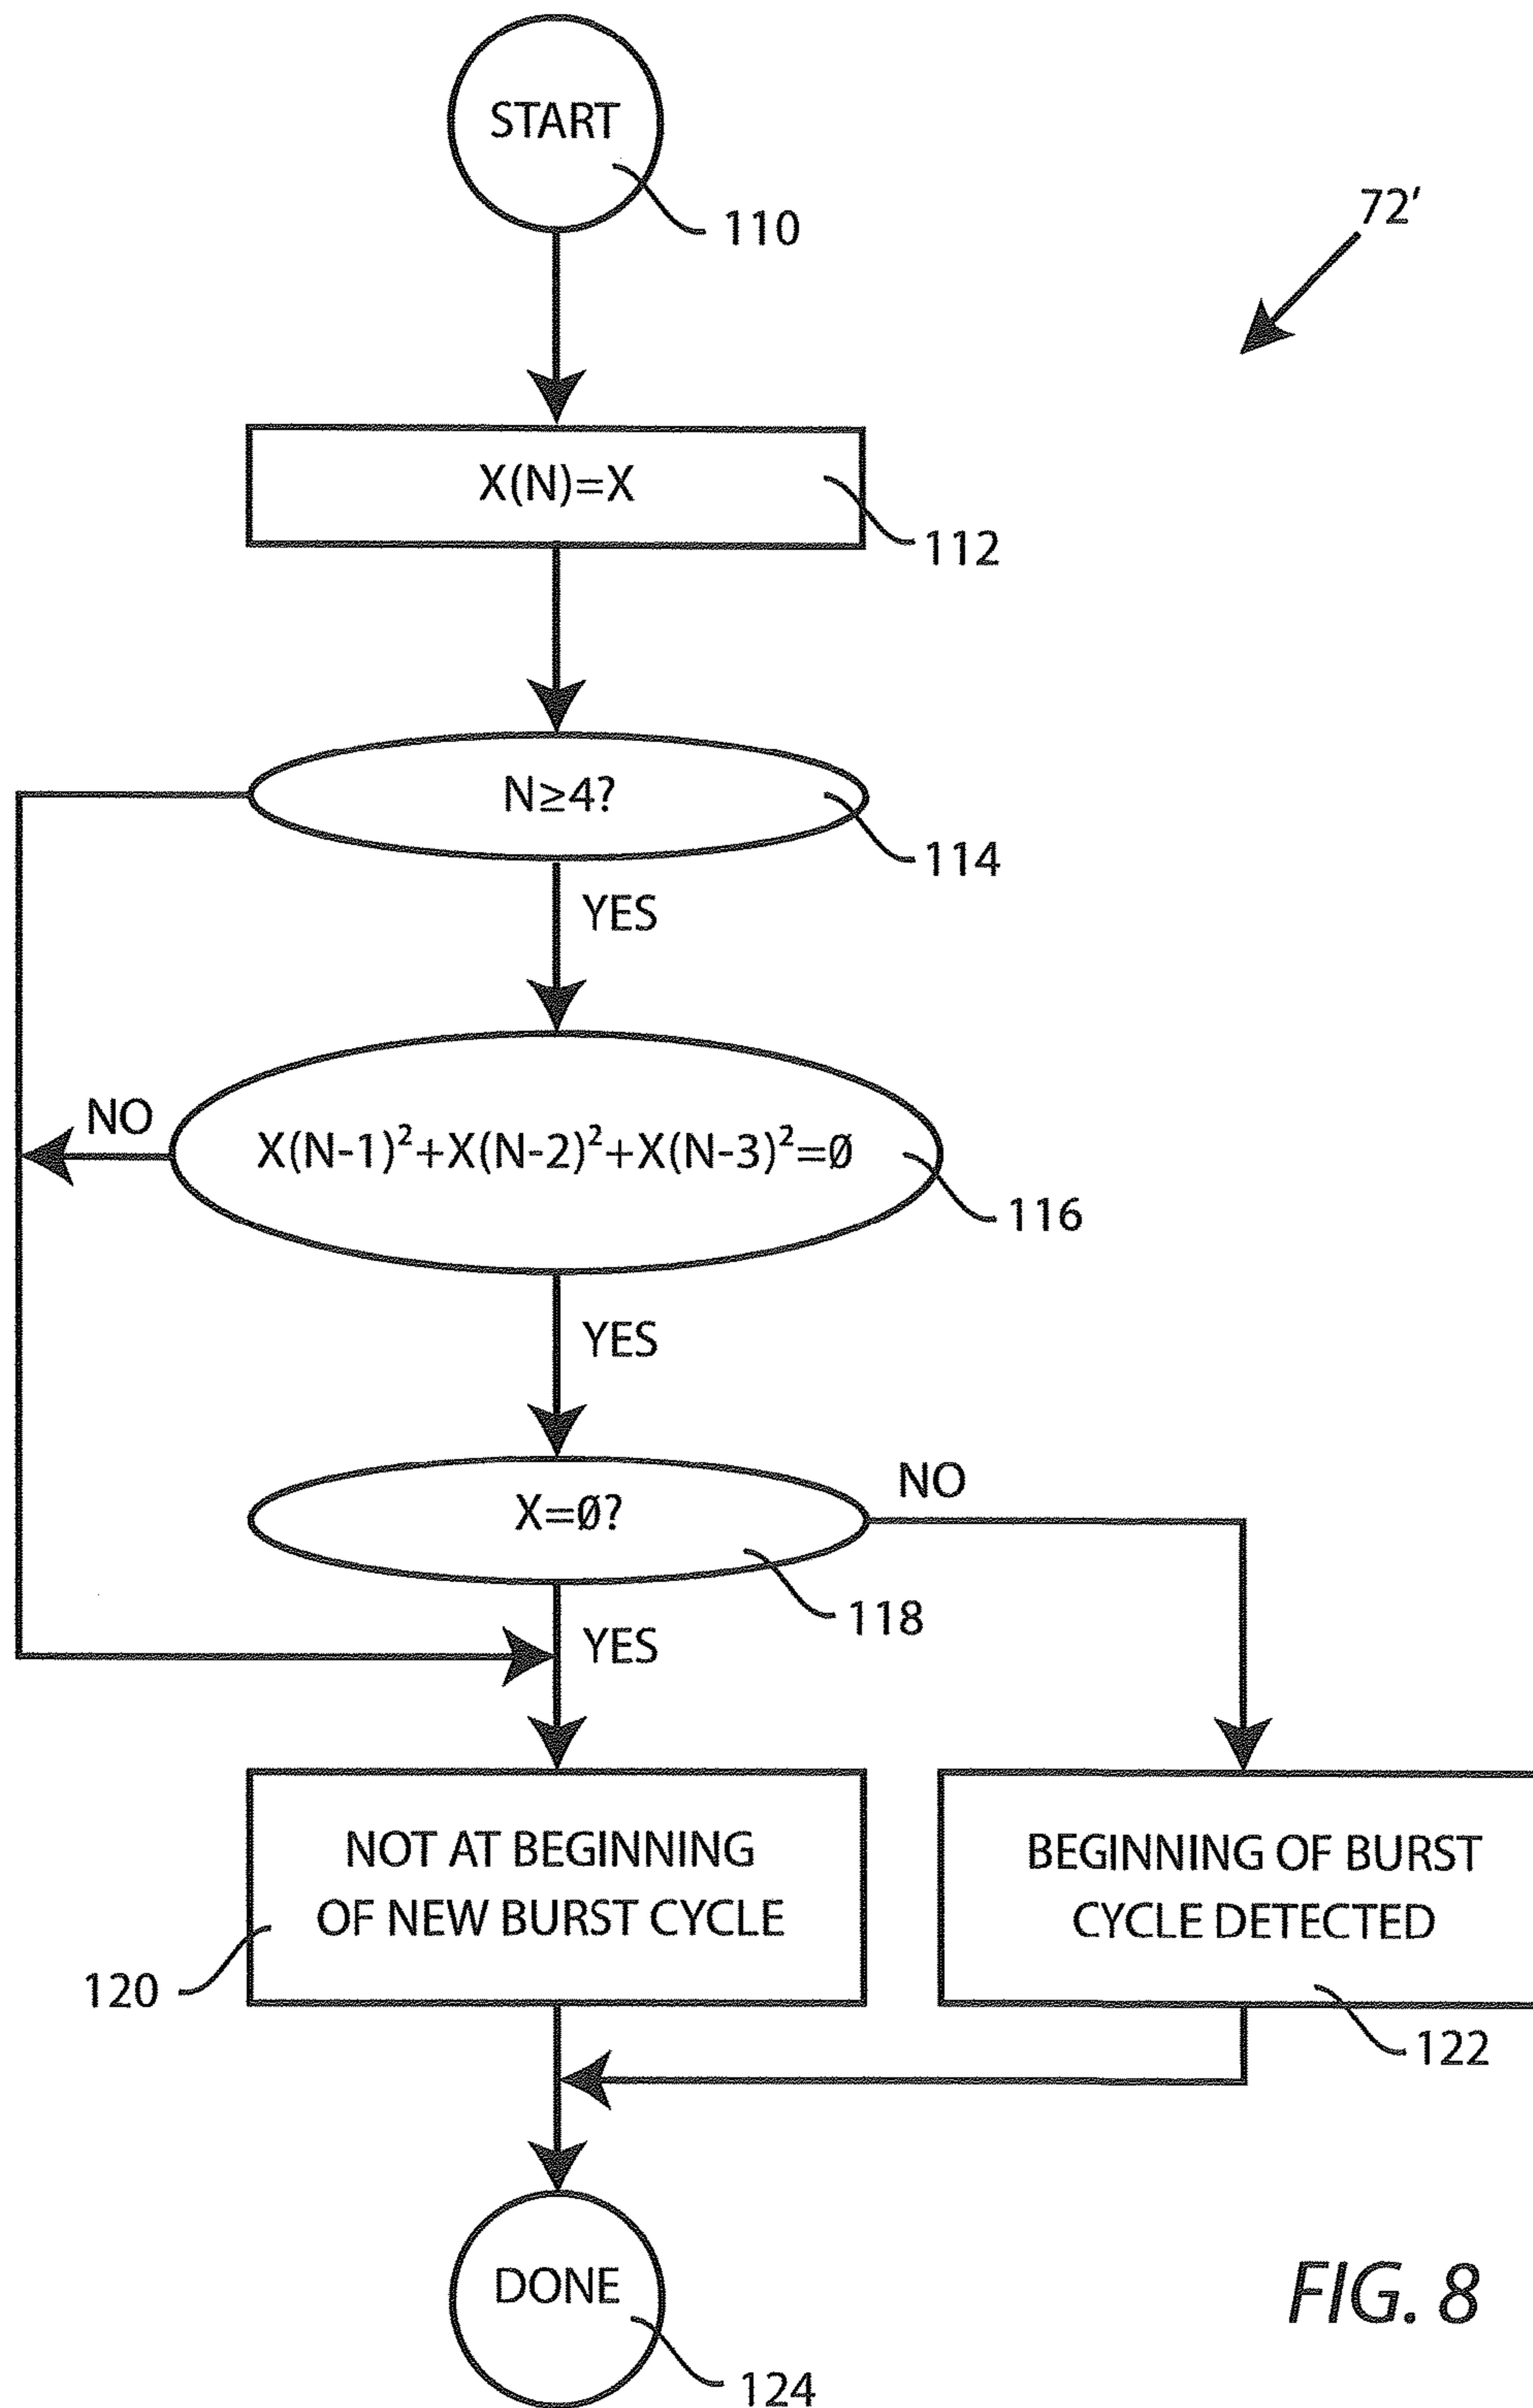 START
110
72'
X(N)=X
112
N≥4?
114
YES
NO
X(N-1)²+X(N-2)²+X(N-3)²=Ø
116
YES
X=Ø?
NO
118
YES
NOT AT BEGINNING
OF NEW BURST CYCLE
120
BEGINNING OF BURST
CYCLE DETECTED
122
DONE
124
FIG. 8